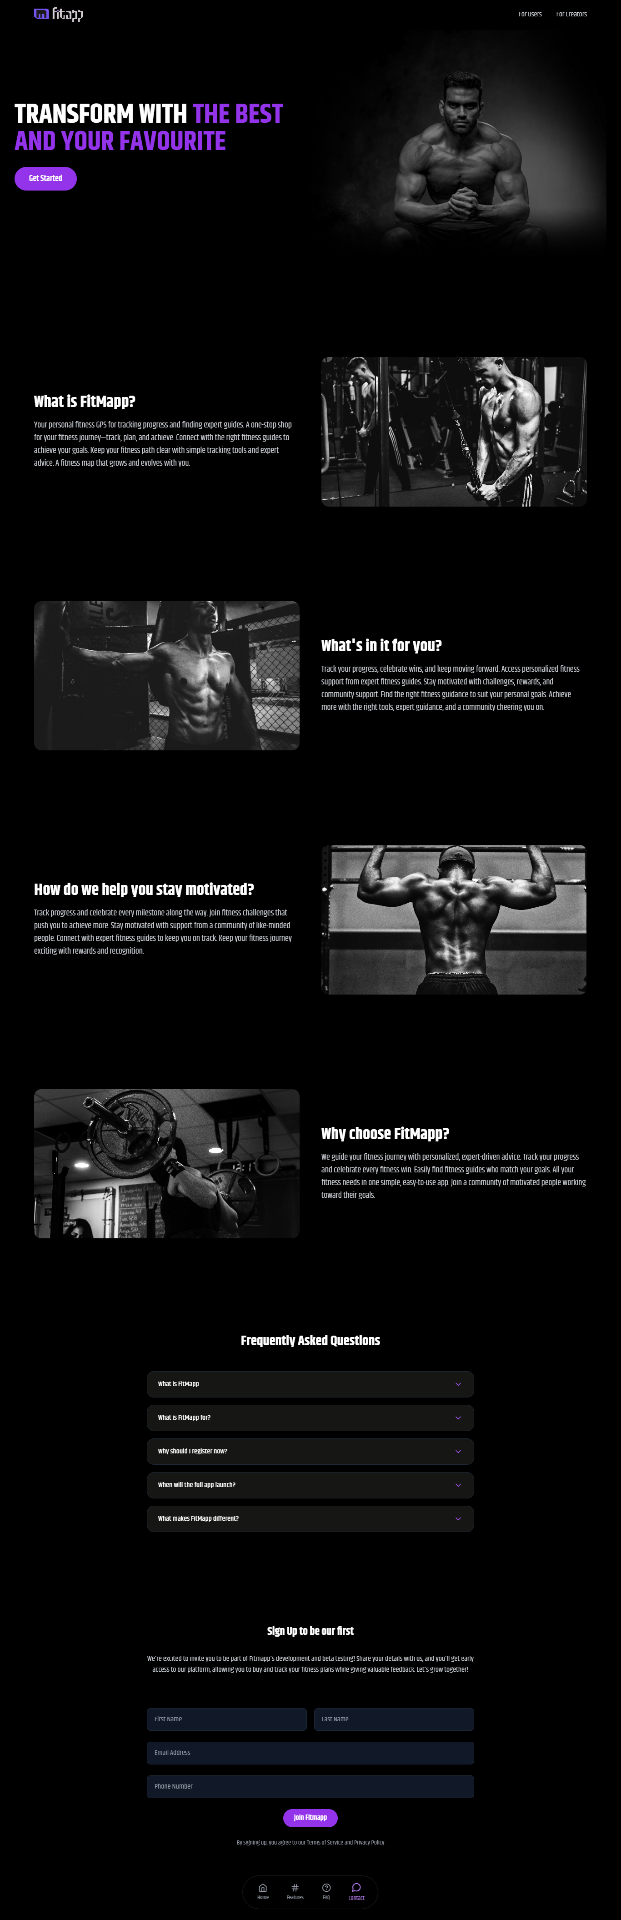 fitapp
For Users
For Creators
TRANSFORM WITH THE BEST
AND YOUR FAVOURITE
Get Started
What is FitMapp?
Your personal fitness GPS for tracking progress and finding expert guides. A one-stop shop
for your fitness journey—track, plan, and achieve. Connect with the right fitness guides to
achieve your goals. Keep your fitness path clear with simple tracking tools and expert
advice. A fitness map that grows and evolves with you.
What's in it for you?
Track your progress, celebrate wins, and keep moving forward. Access personalized fitness
support from expert fitness guides. Stay motivated with challenges, rewards, and
community support. Find the right fitness guidance to suit your personal goals. Achieve
more with the right tools, expert guidance, and a community cheering you on.
How do we help you stay motivated?
Track progress and celebrate every milestone along the way. Join fitness challenges that
push you to achieve more. Stay motivated with support from a community of like-minded
people. Connect with expert fitness guides to keep you on track. Keep your fitness journey
exciting with rewards and recognition.
Why choose FitMapp?
We guide your fitness journey with personalized, expert-driven advice. Track your progress
and celebrate every fitness win. Easily find fitness guides who match your goals. All your
fitness needs in one simple, easy-to-use app. Join a community of motivated people working
toward their goals.
Frequently Asked Questions
What is FitMapp
What is FitMapp for?
Why should I register now?
When will the full app launch?
What makes FitMapp different?
Sign Up to be our first
We're excited to invite you to be part of Fitmapp's development and beta testing! Share your details with us, and you'll get early
access to our platform, allowing you to buy and track your fitness plans while giving valuable feedback. Let's grow together!
First Name
Last Name
Email Address
Phone Number
Join Fitmapp
By signing up, you agree to our Terms of Service and Privacy Policy
Home
Features
FAQ
Contact